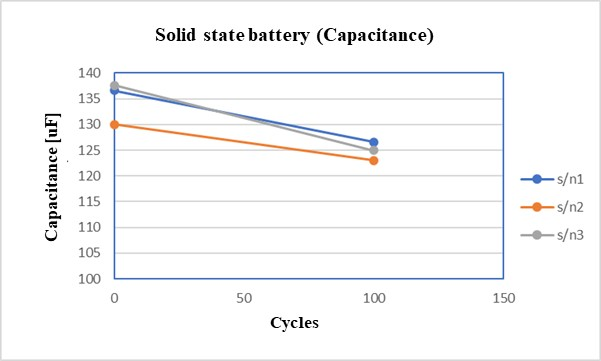 Solid state battery (Capacitance)
Capacitance [uF]
140
135
130
125
120
115
110
105
100
0 50 100 150
Cycles
s/n1
s/n2
s/n3